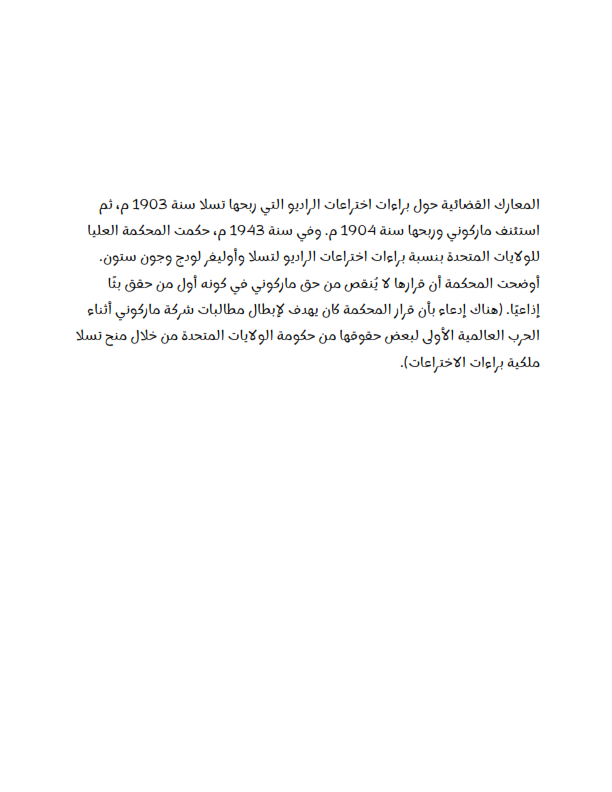 المعارك القضائية حول براءات اختراعات الراديو التي ربحها تسلا سنة 1903 م، ثم
استئنف ماركوني وربحها سنة 1904 م. وفي سنة 1943 م، حكمت المحكمة العليا
للولايات المتحدة بنسبة براءات اختراعات الراديو لتسلا وأوليفر لودج وجون ستون.
أوضحت المحكمة أن قرارها لا يُنقص من حق ماركوني في كونه أول من حقق بثًا
إذاعيًا. (هناك إدعاء بأن قرار المحكمة كان يهدف لإبطال مطالبات شركة ماركوني أثناء
الحرب العالمية الأولى لبعض حقوقها من حكومة الولايات المتحدة من خلال منح تسلا
ملكية براءات الاختراعات).